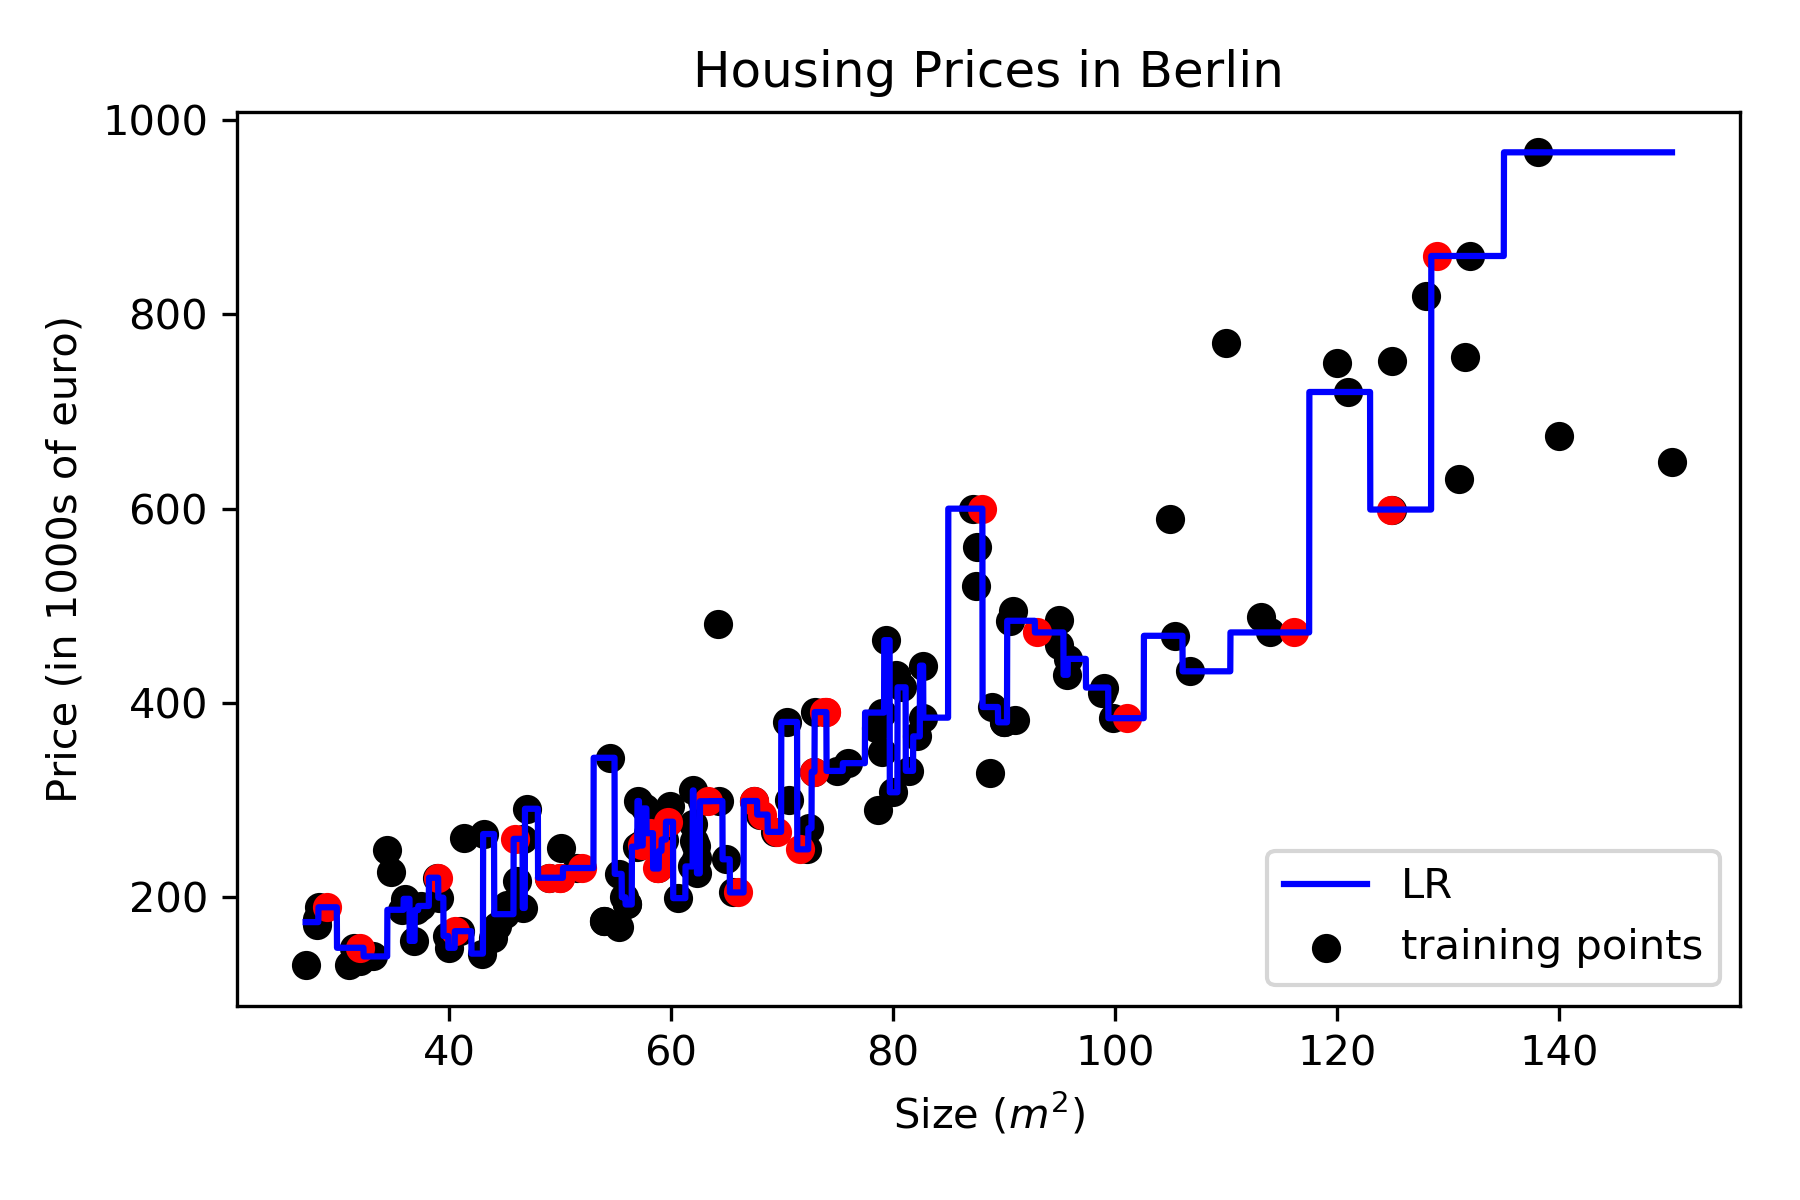 Housing Prices in Berlin
1000
800
600
400
200
Price (in 1000s of euro)
40 60 80 100 120 140
Size (m²)
LR
training points